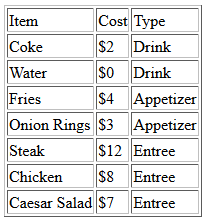 Item Cost Type
Coke $2 Drink
Water $0 Drink
Fries $4 Appetizer
Onion Rings $3 Appetizer
Steak $12 Entree
Chicken $8 Entree
Caesar Salad $7 Entree